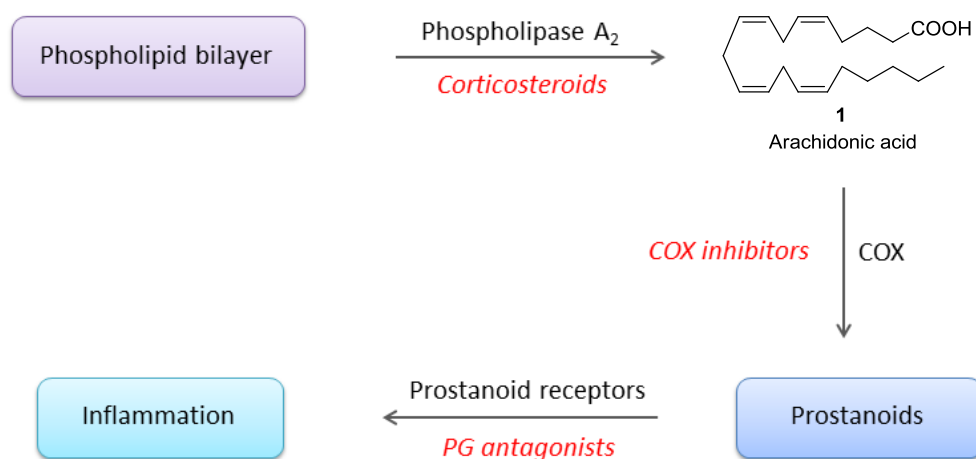 Phospholipid bilayer
Phospholipase A₂
Corticosteroids
COOH
1
Arachidonic acid
COX inhibitors
COX
Inflammation
Prostanoid receptors
PG antagonists
Prostanoids